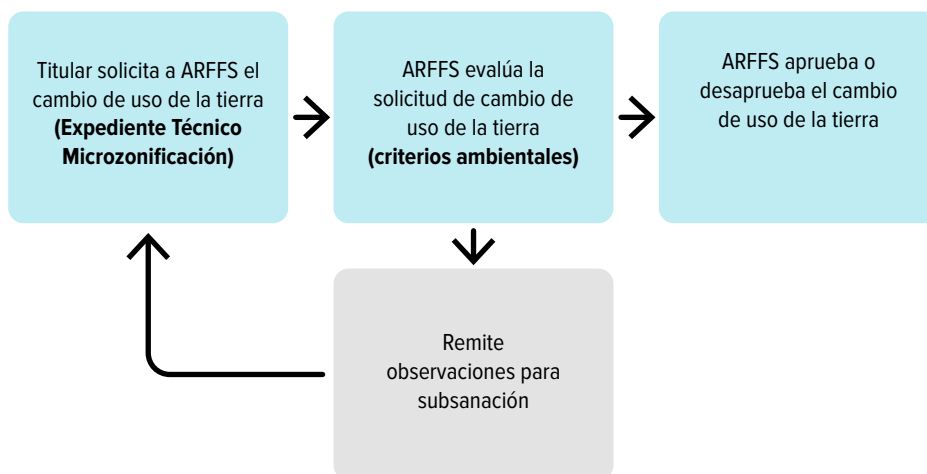 Titular solicita a ARFFS el
cambio de uso de la tierra
(Expediente Técnico
Microzonificación)
ARFFS evalúa la
solicitud de cambio de
uso de la tierra
(criterios ambientales)
ARFFS aprueba o
desaprueba el cambio
de uso de la tierra
Remite
observaciones para
subsanación